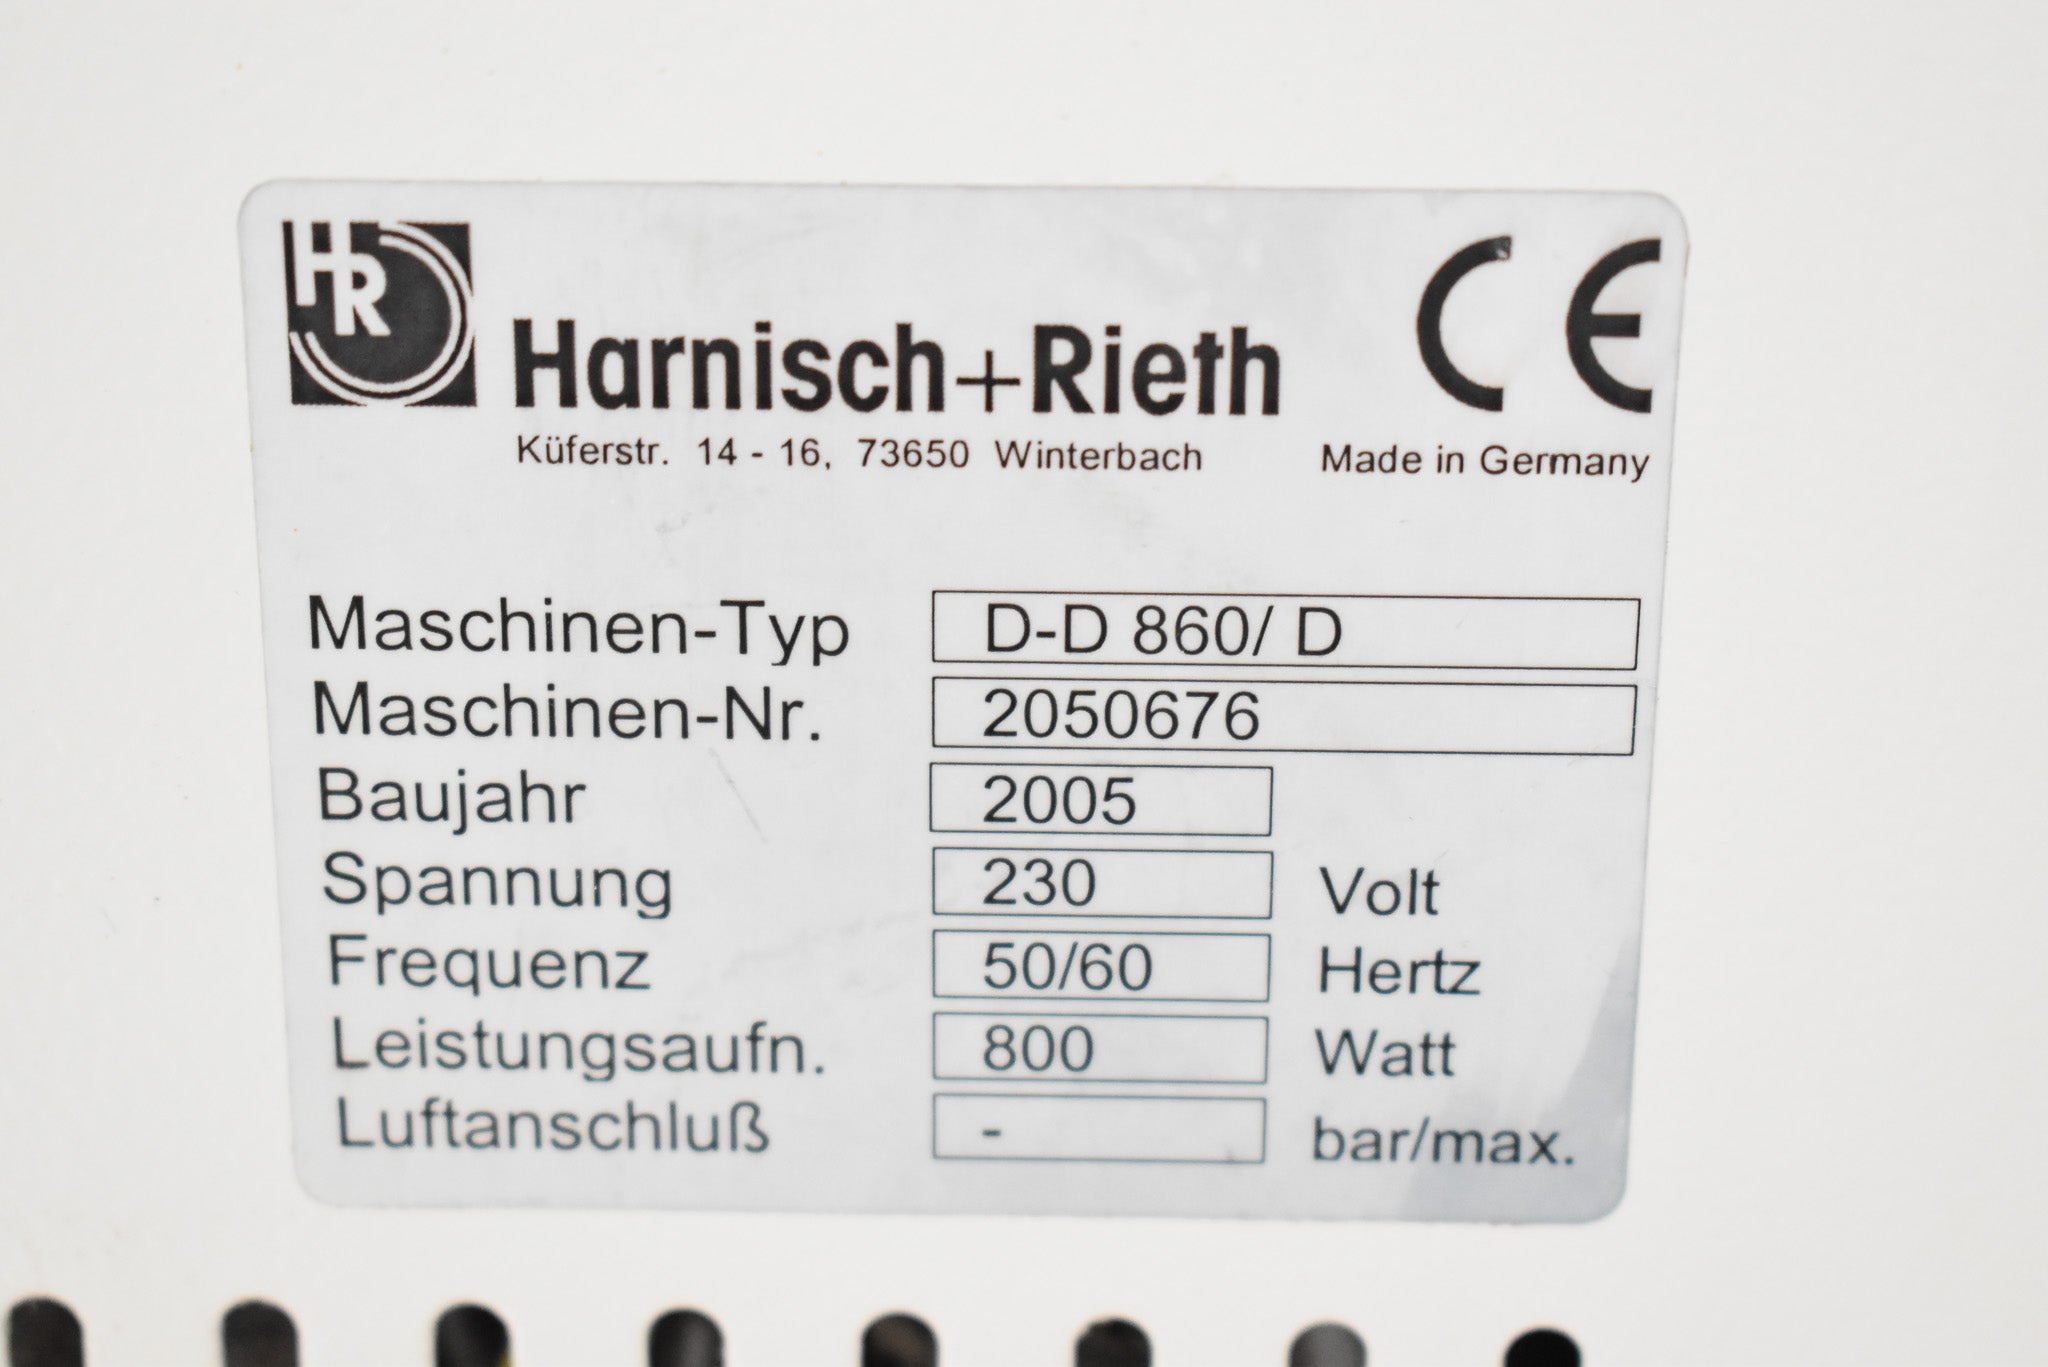 HR
Harnisch+Rieth
CE
Küferstr. 14 - 16, 73650 Winterbach
Made in Germany
Maschinen-Typ D-D 860/ D
Maschinen-Nr. 2050676
Baujahr 2005
Spannung 230 Volt
Frequenz 50/60 Hertz
Leistungsaufn. 800 Watt
Luftanschluß - bar/max.